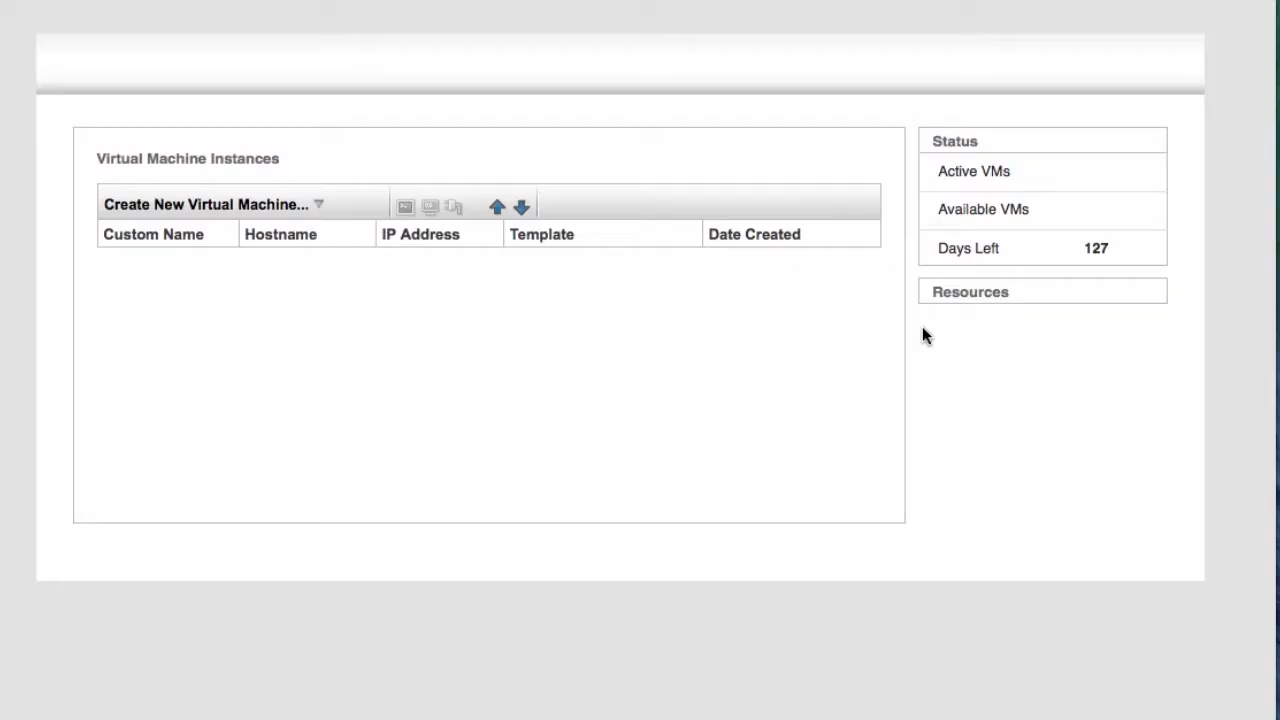 Virtual Machine Instances
Create New Virtual Machine...
Custom Name Hostname IP Address Template Date Created
Status
Active VMs
Available VMs
Days Left 127
Resources